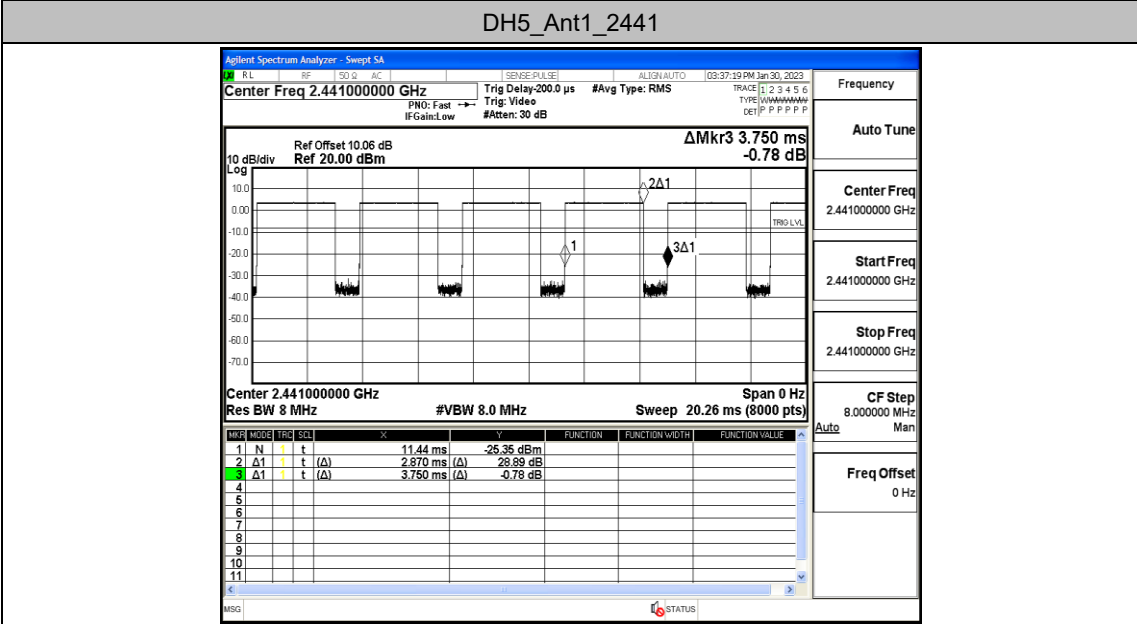 DH5_Ant1_2441
Agilent Spectrum Analyzer - Swept SA
LXI RL RF 50 Ω AC SENSE:PULSE ALIGN AUTO 03:37:19 PM Jan 30, 2023
Center Freq 2.441000000 GHz
PNO: Fast
IFGain:Low
Trig Delay-200.0 µs
Trig: Video
#Atten: 30 dB
#Avg Type: RMS
TRACE 1 2 3 4 5 6
TYPE
DET P P P P P P
ΔMkr3 3.750 ms
-0.78 dB
Ref Offset 10.06 dB
10 dB/div Ref 20.00 dBm
Log
10.0
0.00
-10.0
-20.0
-30.0
-40.0
-50.0
-60.0
-70.0
2Δ1
TRIG LVL
1
3Δ1
Center 2.441000000 GHz Span 0 Hz
Res BW 8 MHz #VBW 8.0 MHz Sweep 20.26 ms (8000 pts)
MKR MODE TRC SCL X Y FUNCTION FUNCTION WIDTH FUNCTION VALUE
1 N 1 t 11.44 ms -25.35 dBm
2 Δ1 1 t (Δ) 2.870 ms (Δ) 28.89 dB
3 Δ1 1 t (Δ) 3.750 ms (Δ) -0.78 dB
4
5
6
7
8
9
10
11
MSG STATUS
Frequency
Auto Tune
Center Freq
2.441000000 GHz
Start Freq
2.441000000 GHz
Stop Freq
2.441000000 GHz
CF Step
8.000000 MHz
Auto Man
Freq Offset
0 Hz